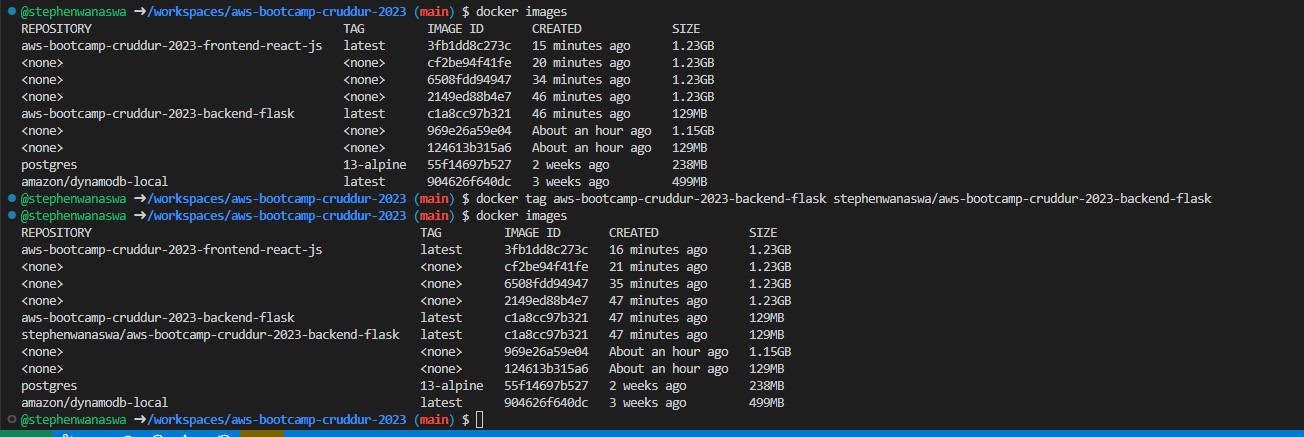 @stephenwanaswa ➜/workspaces/aws-bootcamp-cruddur-2023 (main) $ docker images
REPOSITORY TAG IMAGE ID CREATED SIZE
aws-bootcamp-cruddur-2023-frontend-react-js latest 3fb1dd8c273c 15 minutes ago 1.23GB
<none> <none> cf2be94f41fe 20 minutes ago 1.23GB
<none> <none> 6508fdd94947 34 minutes ago 1.23GB
<none> <none> 2149ed88b4e7 46 minutes ago 1.23GB
aws-bootcamp-cruddur-2023-backend-flask latest c1a8cc97b321 46 minutes ago 129MB
<none> <none> 969e26a59e04 About an hour ago 1.15GB
<none> <none> 124613b315a6 About an hour ago 129MB
postgres 13-alpine 55f14697b527 2 weeks ago 238MB
amazon/dynamodb-local latest 904626f640dc 3 weeks ago 499MB
@stephenwanaswa ➜/workspaces/aws-bootcamp-cruddur-2023 (main) $ docker tag aws-bootcamp-cruddur-2023-backend-flask stephenwanaswa/aws-bootcamp-cruddur-2023-backend-flask
@stephenwanaswa ➜/workspaces/aws-bootcamp-cruddur-2023 (main) $ docker images
REPOSITORY TAG IMAGE ID CREATED SIZE
aws-bootcamp-cruddur-2023-frontend-react-js latest 3fb1dd8c273c 16 minutes ago 1.23GB
<none> <none> cf2be94f41fe 21 minutes ago 1.23GB
<none> <none> 6508fdd94947 35 minutes ago 1.23GB
<none> <none> 2149ed88b4e7 47 minutes ago 1.23GB
aws-bootcamp-cruddur-2023-backend-flask latest c1a8cc97b321 47 minutes ago 129MB
stephenwanaswa/aws-bootcamp-cruddur-2023-backend-flask latest c1a8cc97b321 47 minutes ago 129MB
<none> <none> 969e26a59e04 About an hour ago 1.15GB
<none> <none> 124613b315a6 About an hour ago 129MB
postgres 13-alpine 55f14697b527 2 weeks ago 238MB
amazon/dynamodb-local latest 904626f640dc 3 weeks ago 499MB
@stephenwanaswa ➜/workspaces/aws-bootcamp-cruddur-2023 (main) $